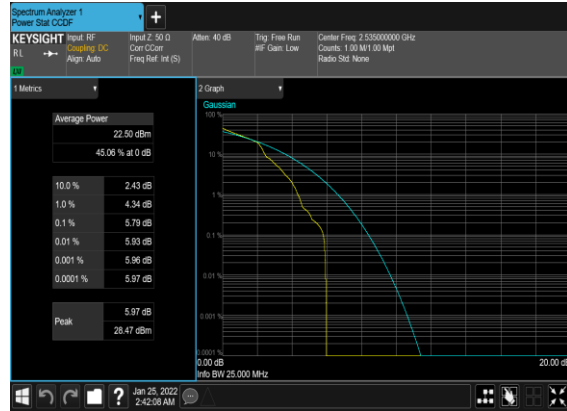 Spectrum Analyzer 1
Power Stat CCDF
+
KEYSIGHT
RL
LXI
Input: RF
Coupling: DC
Align: Auto
Input Z: 50 Ω
Corr CCorr
Freq Ref: Int (S)
Atten: 40 dB
Trig: Free Run
#IF Gain: Low
Center Freq: 2.535000000 GHz
Counts: 1.00 M/1.00 Mpt
Radio Std: None
1 Metrics
Average Power
22.50 dBm
45.06 % at 0 dB
10.0 % 2.43 dB
1.0 % 4.34 dB
0.1 % 5.79 dB
0.01 % 5.93 dB
0.001 % 5.96 dB
0.0001 % 5.97 dB
Peak
5.97 dB
28.47 dBm
2 Graph
Gaussian
100 %
10 %
1 %
0.1 %
0.01 %
0.001 %
0.0001 %
0.00 dB
20.00 dB
Info BW 25.000 MHz
?
Jan 25, 2022
2:42:08 AM